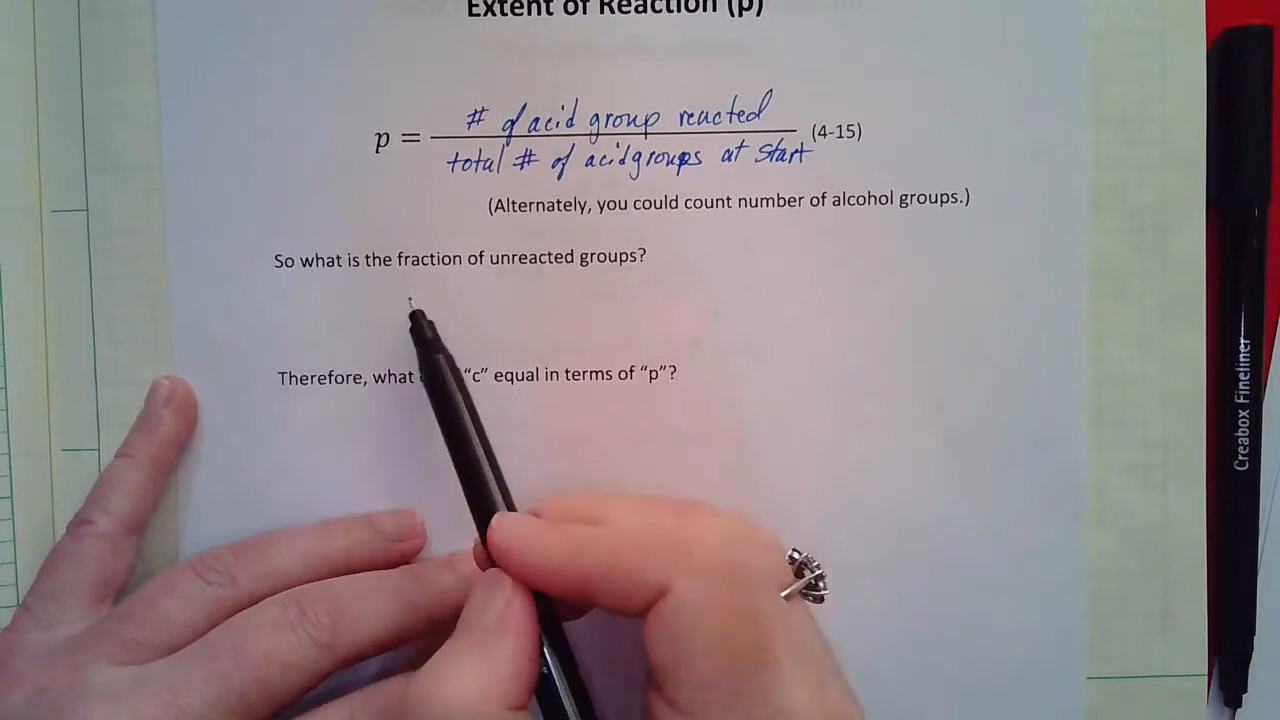 Extent of Reaction (p)
p = # of acid group reacted / total # of acid groups at start (4-15)
(Alternately, you could count number of alcohol groups.)
So what is the fraction of unreacted groups?
Therefore, what "c" equal in terms of "p"?
Creabox Fineliner